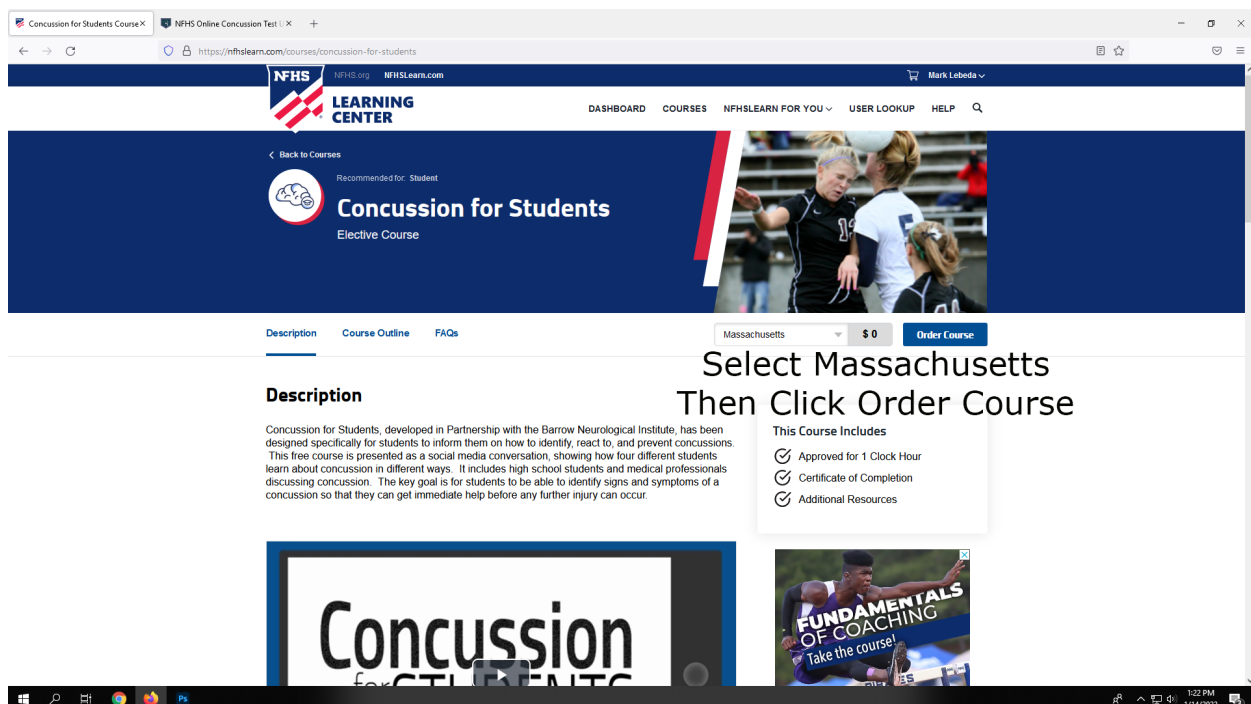 Concussion for Students Course
NFHS Online Concussion Test U
https://nfhslearn.com/courses/concussion-for-students
NFHS
NFHS.org NFHSLearn.com
Mark Lebeda
LEARNING
CENTER
DASHBOARD COURSES NFHSLEARN FOR YOU USER LOOKUP HELP
Back to Courses
Recommended for: Student
Concussion for Students
Elective Course
Description Course Outline FAQs
Massachusetts $ 0 Order Course
Select Massachusetts
Then Click Order Course
Description
Concussion for Students, developed in Partnership with the Barrow Neurological Institute, has been
designed specifically for students to inform them on how to identify, react to, and prevent concussions.
This free course is presented as a social media conversation, showing how four different students
learn about concussion in different ways. It includes high school students and medical professionals
discussing concussion. The key goal is for students to be able to identify signs and symptoms of a
concussion so that they can get immediate help before any further injury can occur.
This Course Includes
Approved for 1 Clock Hour
Certificate of Completion
Additional Resources
Concussion
for STUDENTS
FUNDAMENTALS
OF COACHING
Take the course!
Ps
1:22 PM